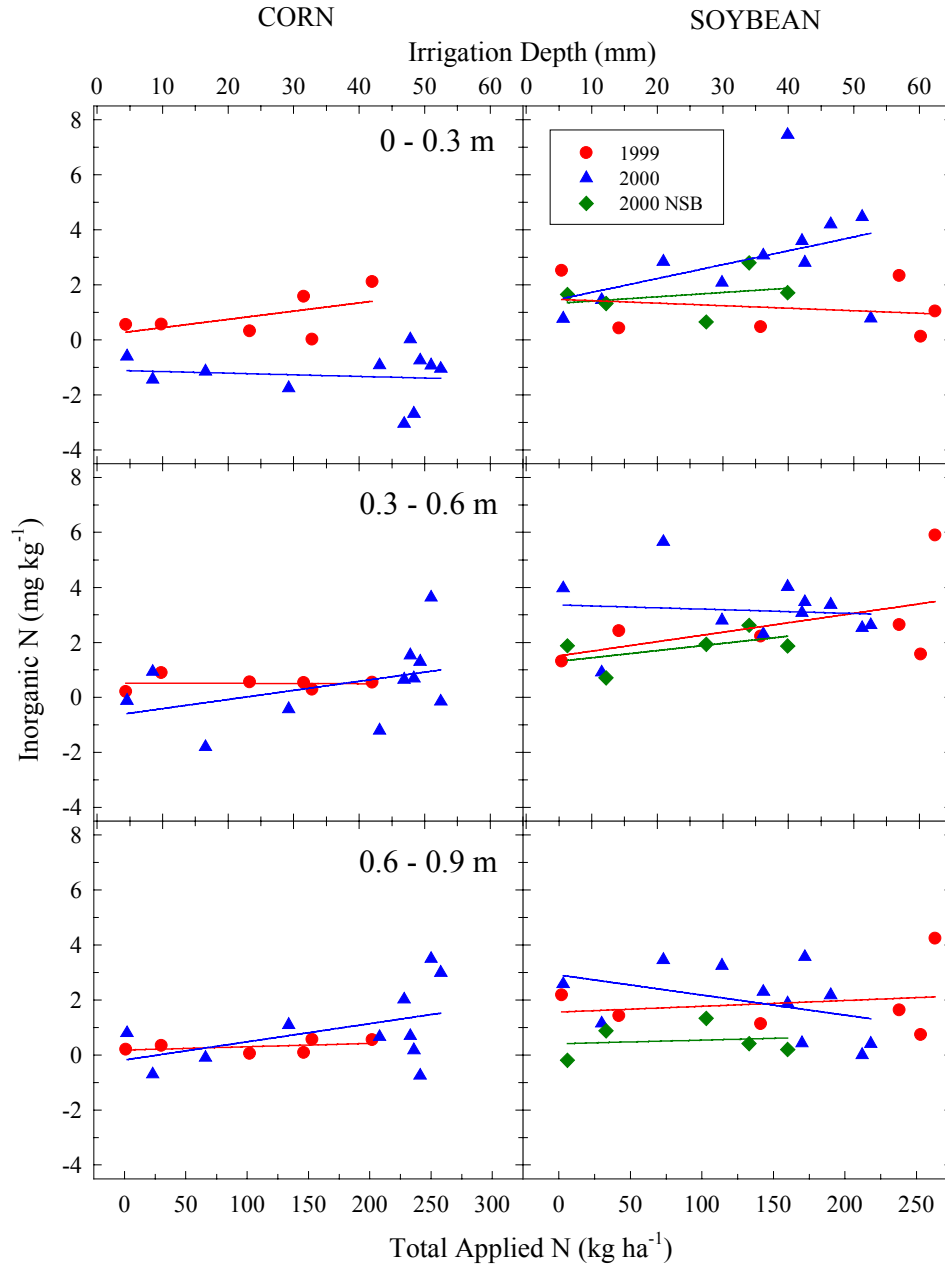 CORN SOYBEAN
Irrigation Depth (mm)
0 10 20 30 40 50 60 0 10 20 30 40 50 60
8
6
4
2
0
-2
-4
0 - 0.3 m
1999
2000
2000 NSB
Inorganic N (mg kg-1)
8
6
4
2
0
-2
-4
0.3 - 0.6 m
8
6
4
2
0
-2
-4
0.6 - 0.9 m
0 50 100 150 200 250 300 0 50 100 150 200 250
Total Applied N (kg ha-1)